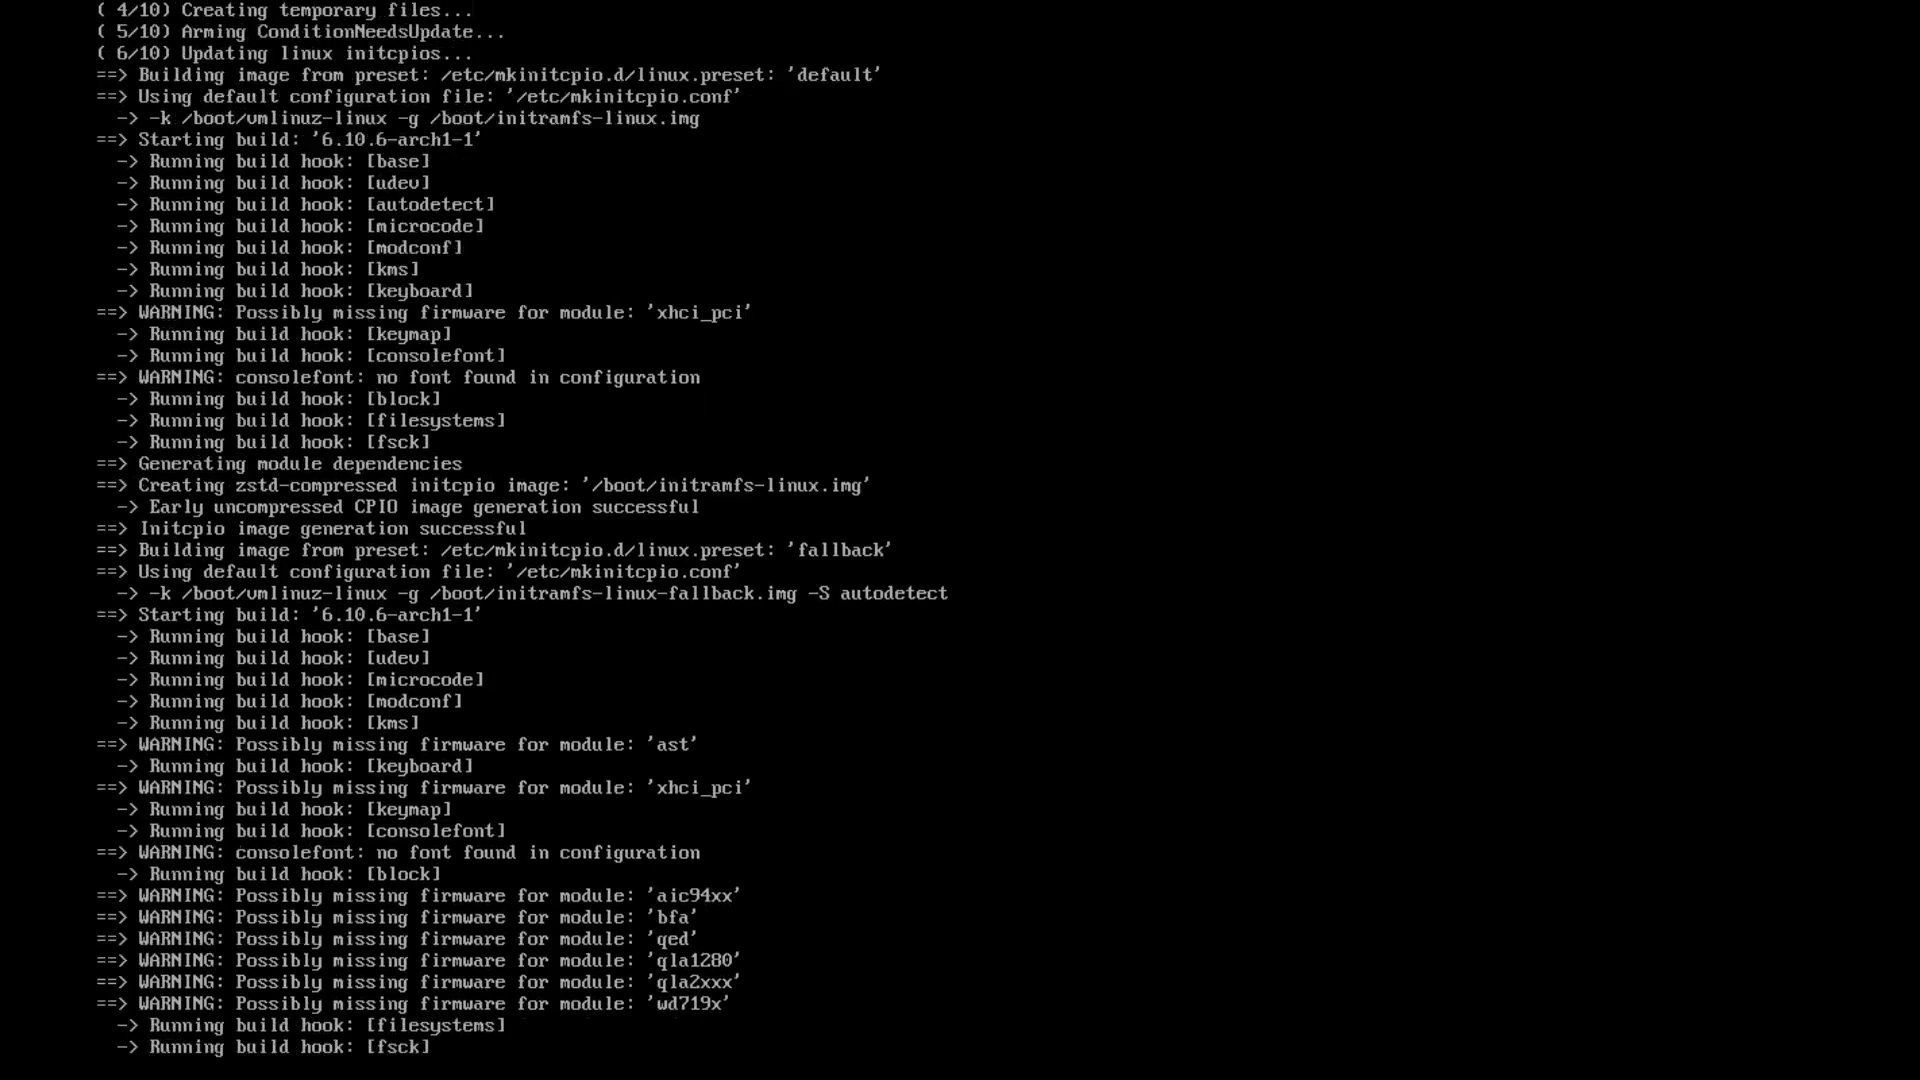 ( 4/10) Creating temporary files...
( 5/10) Arming ConditionNeedsUpdate...
( 6/10) Updating linux initcpios...
==> Building image from preset: /etc/mkinitcpio.d/linux.preset: 'default'
==> Using default configuration file: '/etc/mkinitcpio.conf'
  -> -k /boot/vmlinuz-linux -g /boot/initramfs-linux.img
==> Starting build: '6.10.6-arch1-1'
  -> Running build hook: [base]
  -> Running build hook: [udev]
  -> Running build hook: [autodetect]
  -> Running build hook: [microcode]
  -> Running build hook: [modconf]
  -> Running build hook: [kms]
  -> Running build hook: [keyboard]
==> WARNING: Possibly missing firmware for module: 'xhci_pci'
  -> Running build hook: [keymap]
  -> Running build hook: [consolefont]
==> WARNING: consolefont: no font found in configuration
  -> Running build hook: [block]
  -> Running build hook: [filesystems]
  -> Running build hook: [fsck]
==> Generating module dependencies
==> Creating zstd-compressed initcpio image: '/boot/initramfs-linux.img'
  -> Early uncompressed CPIO image generation successful
==> Initcpio image generation successful
==> Building image from preset: /etc/mkinitcpio.d/linux.preset: 'fallback'
==> Using default configuration file: '/etc/mkinitcpio.conf'
  -> -k /boot/vmlinuz-linux -g /boot/initramfs-linux-fallback.img -S autodetect
==> Starting build: '6.10.6-arch1-1'
  -> Running build hook: [base]
  -> Running build hook: [udev]
  -> Running build hook: [microcode]
  -> Running build hook: [modconf]
  -> Running build hook: [kms]
==> WARNING: Possibly missing firmware for module: 'ast'
  -> Running build hook: [keyboard]
==> WARNING: Possibly missing firmware for module: 'xhci_pci'
  -> Running build hook: [keymap]
  -> Running build hook: [consolefont]
==> WARNING: consolefont: no font found in configuration
  -> Running build hook: [block]
==> WARNING: Possibly missing firmware for module: 'aic94xx'
==> WARNING: Possibly missing firmware for module: 'bfa'
==> WARNING: Possibly missing firmware for module: 'qed'
==> WARNING: Possibly missing firmware for module: 'qla1280'
==> WARNING: Possibly missing firmware for module: 'qla2xxx'
==> WARNING: Possibly missing firmware for module: 'wd719x'
  -> Running build hook: [filesystems]
  -> Running build hook: [fsck]